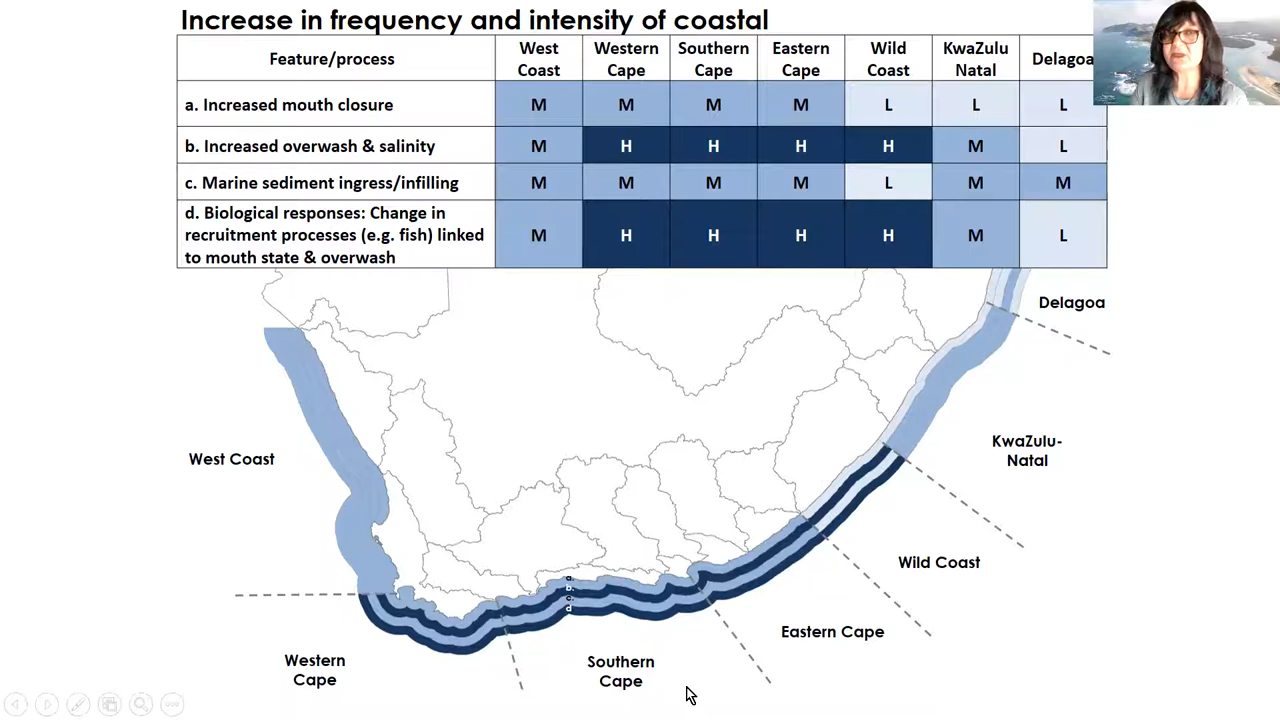 Increase in frequency and intensity of coastal
Feature/process West Coast Western Cape Southern Cape Eastern Cape Wild Coast KwaZulu Natal Delagoa
a. Increased mouth closure M M M M L L L
b. Increased overwash & salinity M H H H H M L
c. Marine sediment ingress/infilling M M M M L M M
d. Biological responses: Change in
recruitment processes (e.g. fish) linked
to mouth state & overwash M H H H H M L
Delagoa
KwaZulu-
Natal
West Coast
Wild Coast
a.
b.
c.
d
Eastern Cape
Western
Cape
Southern
Cape